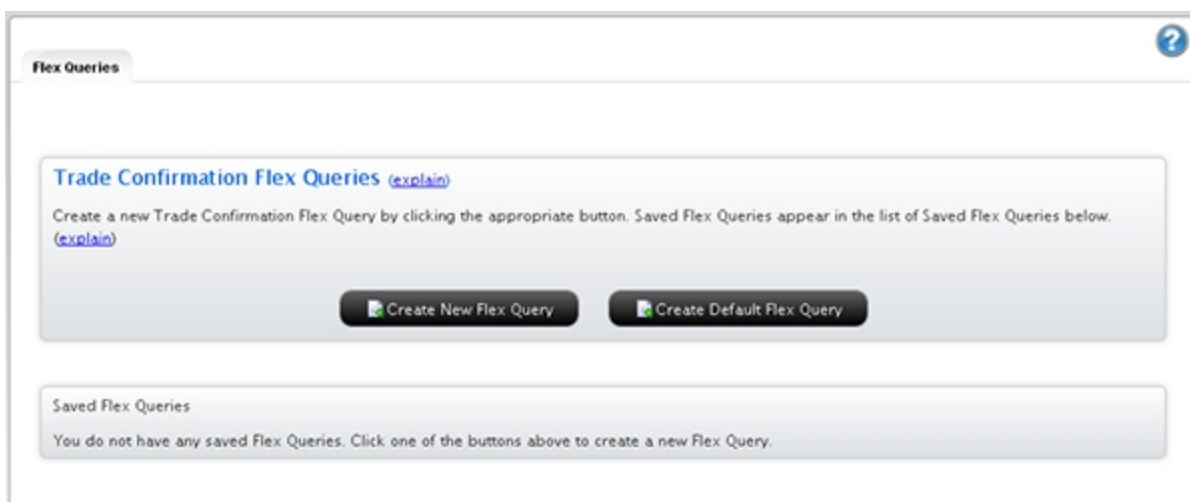 ?
Flex Queries
Trade Confirmation Flex Queries (explain)
Create a new Trade Confirmation Flex Query by clicking the appropriate button. Saved Flex Queries appear in the list of Saved Flex Queries below.
(explain)
Create New Flex Query
Create Default Flex Query
Saved Flex Queries
You do not have any saved Flex Queries. Click one of the buttons above to create a new Flex Query.